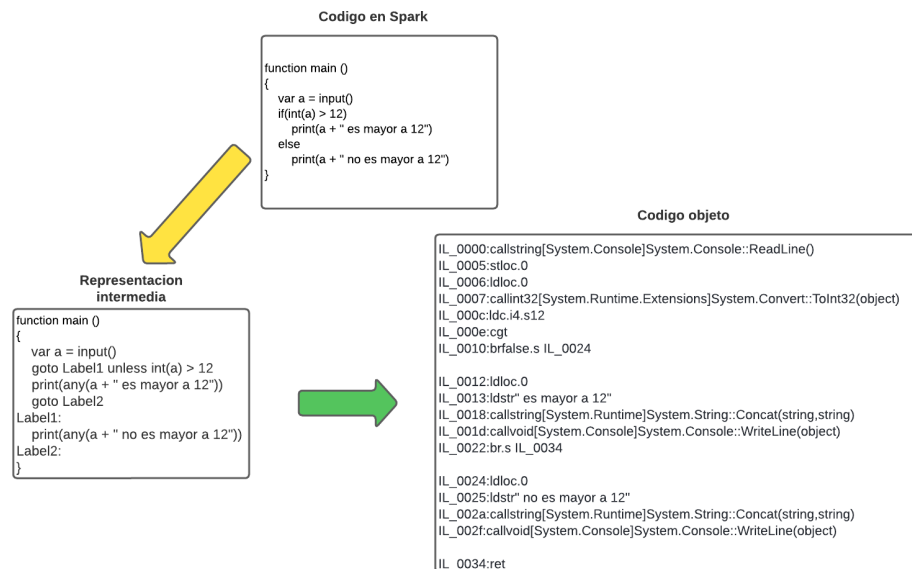 Codigo en Spark
function main ()
{
var a = input()
if(int(a) > 12)
print(a + " es mayor a 12")
else
print(a + " no es mayor a 12")
}
Representacion
intermedia
function main ()
{
var a = input()
goto Label1 unless int(a) > 12
print(any(a + " es mayor a 12"))
goto Label2
Label1:
print(any(a + " no es mayor a 12"))
Label2:
}
Codigo objeto
IL_0000:callstring[System.Console]System.Console::ReadLine()
IL_0005:stloc.0
IL_0006:ldloc.0
IL_0007:callint32[System.Runtime.Extensions]System.Convert::ToInt32(object)
IL_000c:ldc.i4.s12
IL_000e:cgt
IL_0010:brfalse.s IL_0024
IL_0012:ldloc.0
IL_0013:ldstr" es mayor a 12"
IL_0018:callstring[System.Runtime]System.String::Concat(string,string)
IL_001d:callvoid[System.Console]System.Console::WriteLine(object)
IL_0022:br.s IL_0034
IL_0024:ldloc.0
IL_0025:ldstr" no es mayor a 12"
IL_002a:callstring[System.Runtime]System.String::Concat(string,string)
IL_002f:callvoid[System.Console]System.Console::WriteLine(object)
IL_0034:ret